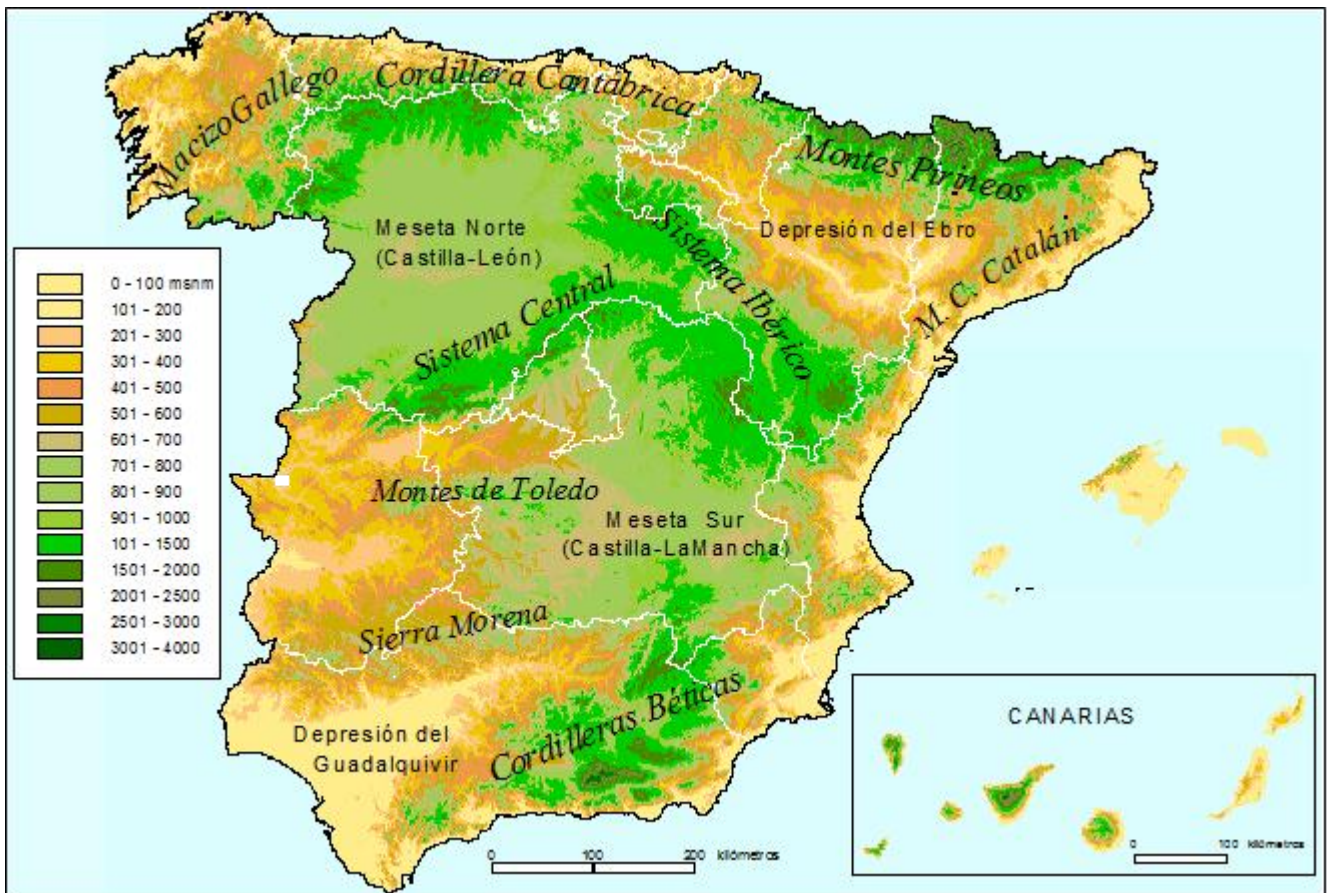 Macizo Gallego
Cordillera Cantábrica
Montes Pirineos
Meseta Norte
(Castilla-León)
Sistema Ibérico
Depresión del Ebro
M. C. Catalán
Sistema Central
0 - 100 msnm
101 - 200
201 - 300
301 - 400
401 - 500
501 - 600
601 - 700
701 - 800
801 - 900
901 - 1000
101 - 1500
1501 - 2000
2001 - 2500
2501 - 3000
3001 - 4000
Montes de Toledo
Meseta Sur
(Castilla-LaMancha)
Sierra Morena
Cordilleras Béticas
Depresión del
Guadalquivir
CANARIAS
0 100 200 kilómetros
0 100 kilómetros